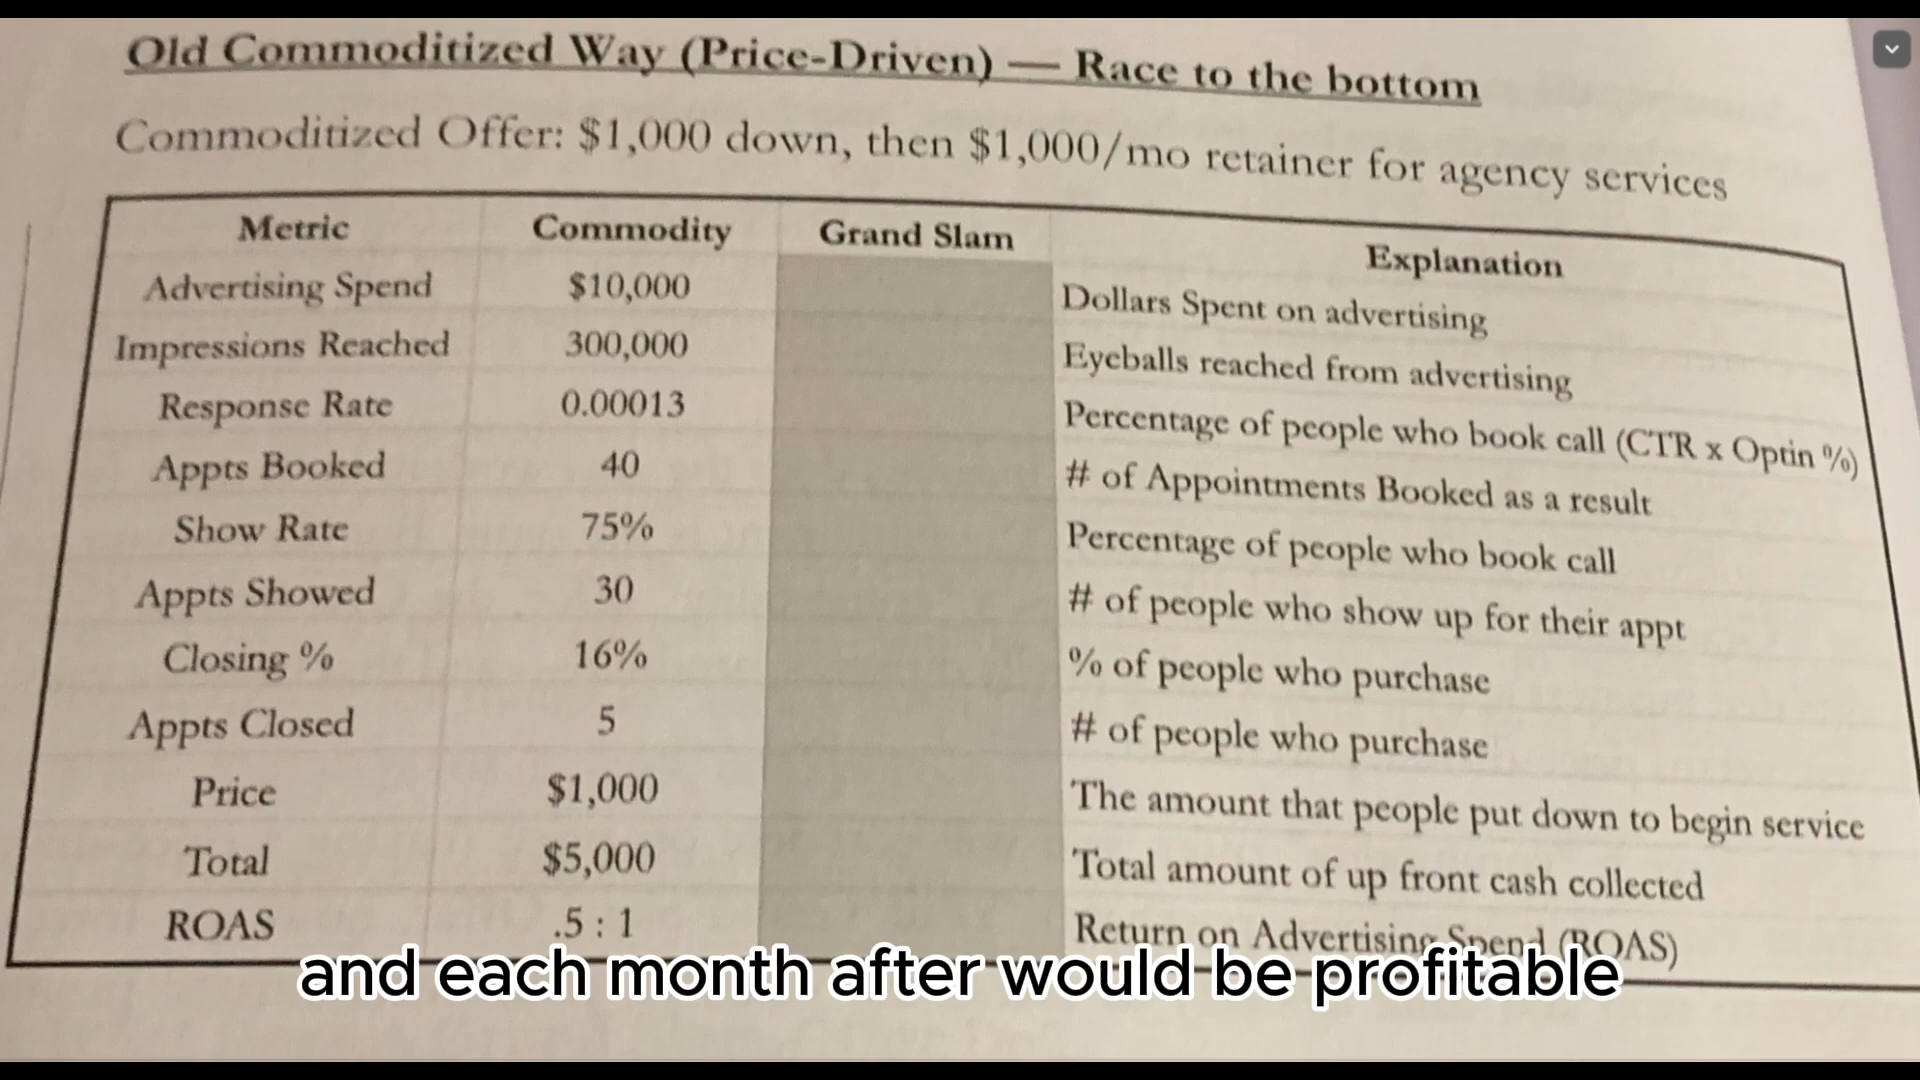 Old Commoditized Way (Price-Driven) — Race to the bottom
Commoditized Offer: $1,000 down, then $1,000/mo retainer for agency services
Metric Commodity Grand Slam Explanation
Advertising Spend $10,000 Dollars Spent on advertising
Impressions Reached 300,000 Eyeballs reached from advertising
Response Rate 0.00013 Percentage of people who book call (CTR x Optin %)
Appts Booked 40 # of Appointments Booked as a result
Show Rate 75% Percentage of people who book call
Appts Showed 30 # of people who show up for their appt
Closing % 16% % of people who purchase
Appts Closed 5 # of people who purchase
Price $1,000 The amount that people put down to begin service
Total $5,000 Total amount of up front cash collected
ROAS .5 : 1 Return on Advertising Spend (ROAS)
and each month after would be profitable